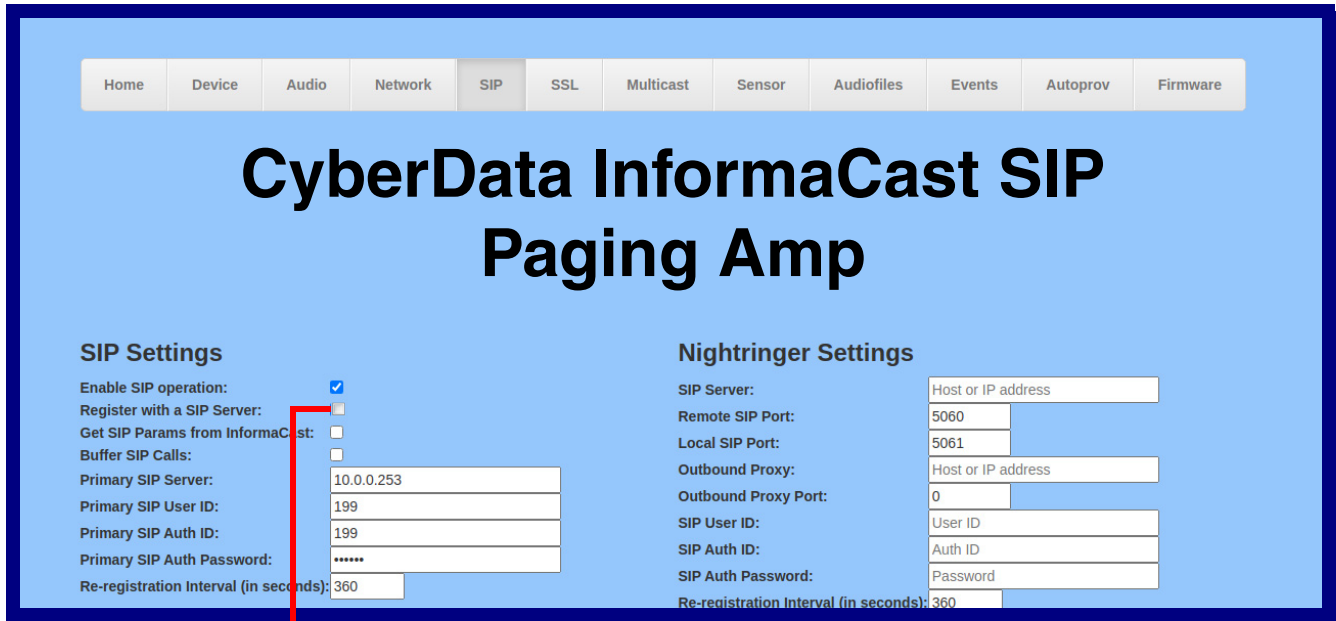 Home Device Audio Network SIP SSL Multicast Sensor Audiofiles Events Autoprov Firmware
CyberData InformaCast SIP
Paging Amp
SIP Settings
Enable SIP operation:
Register with a SIP Server:
Get SIP Params from InformaCast:
Buffer SIP Calls:
Primary SIP Server: 10.0.0.253
Primary SIP User ID: 199
Primary SIP Auth ID: 199
Primary SIP Auth Password: ••••••
Re-registration Interval (in seconds): 360
Nightringer Settings
SIP Server: Host or IP address
Remote SIP Port: 5060
Local SIP Port: 5061
Outbound Proxy: Host or IP address
Outbound Proxy Port: 0
SIP User ID: User ID
SIP Auth ID: Auth ID
SIP Auth Password: Password
Re-registration Interval (in seconds): 360